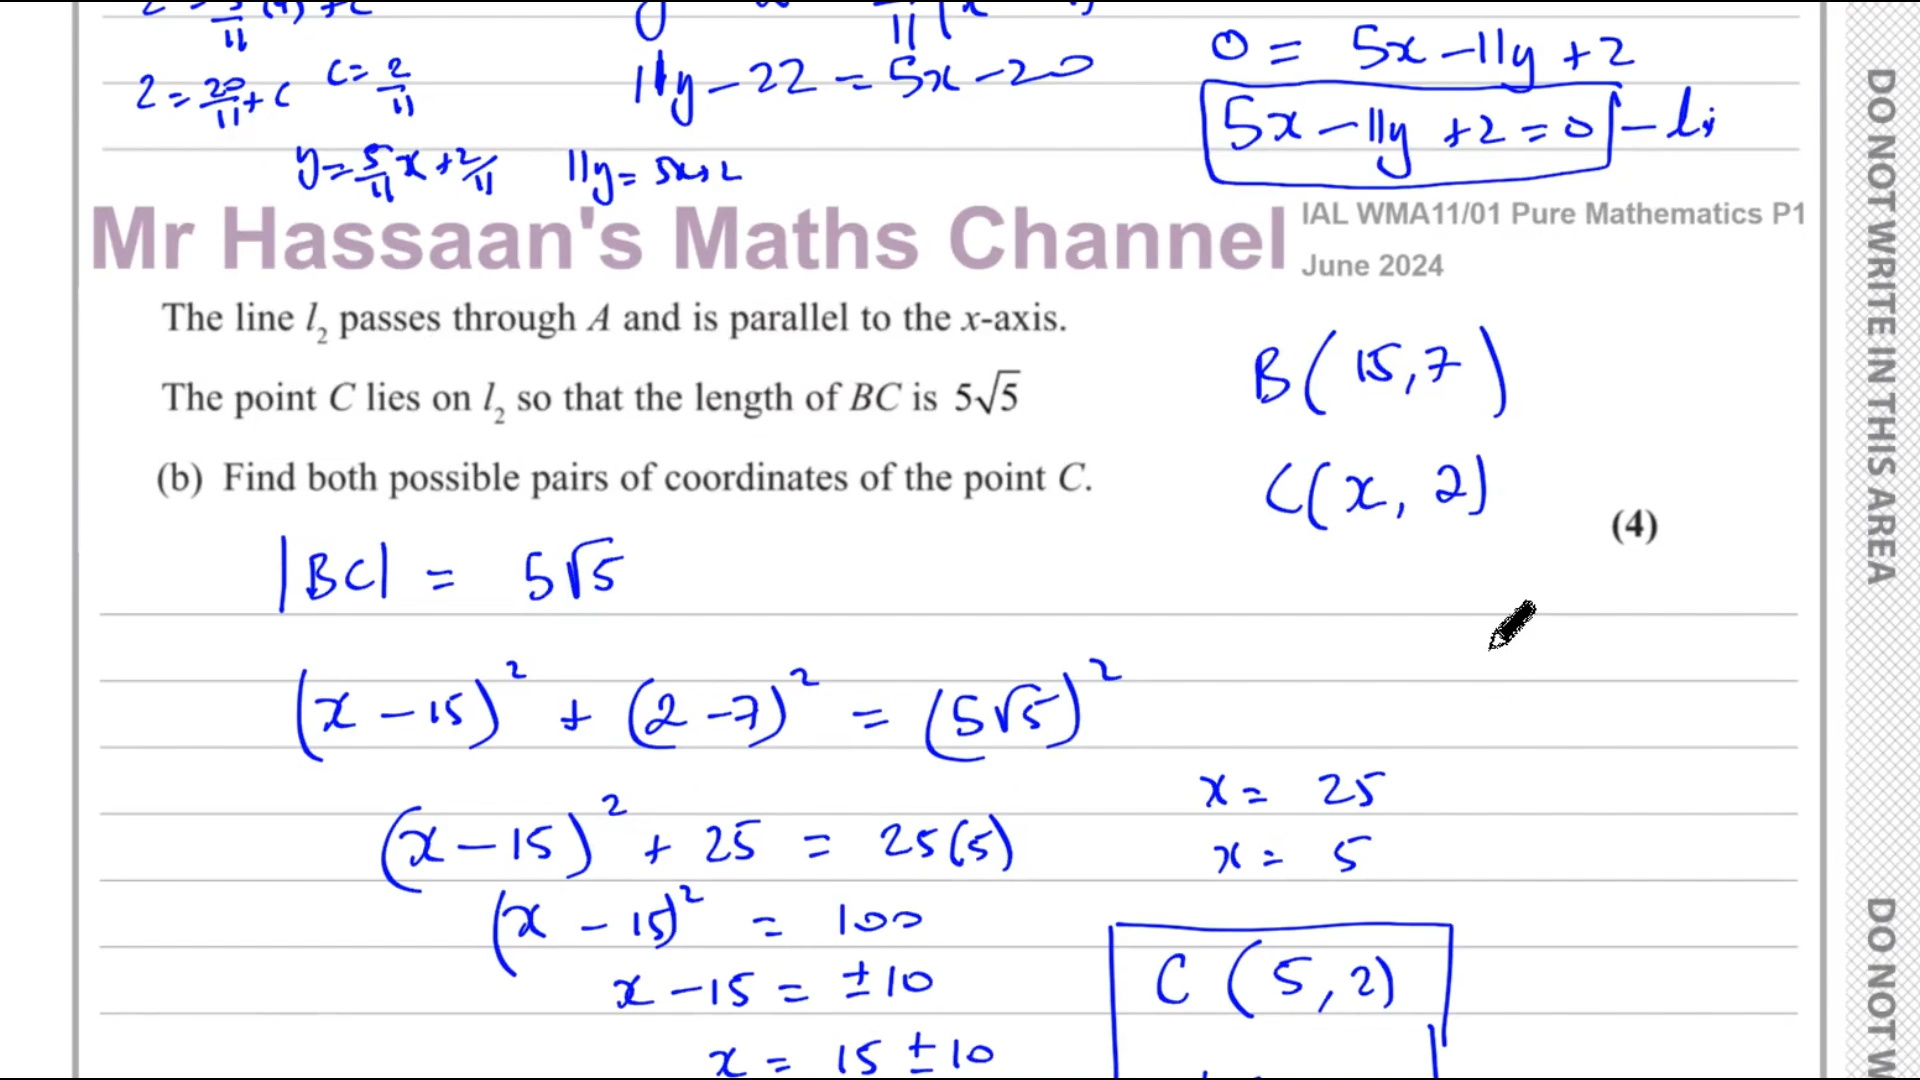 2 = 20/11 + c
c = 2/11
y = 5/11 x + 2/11
11y - 22 = 5x - 20
11y = 5x + 2
0 = 5x - 11y + 2
5x - 11y + 2 = 0 - l₁
Mr Hassaan's Maths Channel
IAL WMA11/01 Pure Mathematics P1
June 2024
The line l₂ passes through A and is parallel to the x-axis.
The point C lies on l₂ so that the length of BC is 5√5
(b) Find both possible pairs of coordinates of the point C.
(4)
B(15,7)
C(x, 2)
|BC| = 5√5
(x - 15)² + (2 - 7)² = (5√5)²
(x - 15)² + 25 = 25(5)
(x - 15)² = 100
x - 15 = ±10
x = 15 ± 10
x = 25
x = 5
C (5, 2)
DO NOT WRITE IN THIS AREA
DO NOT W